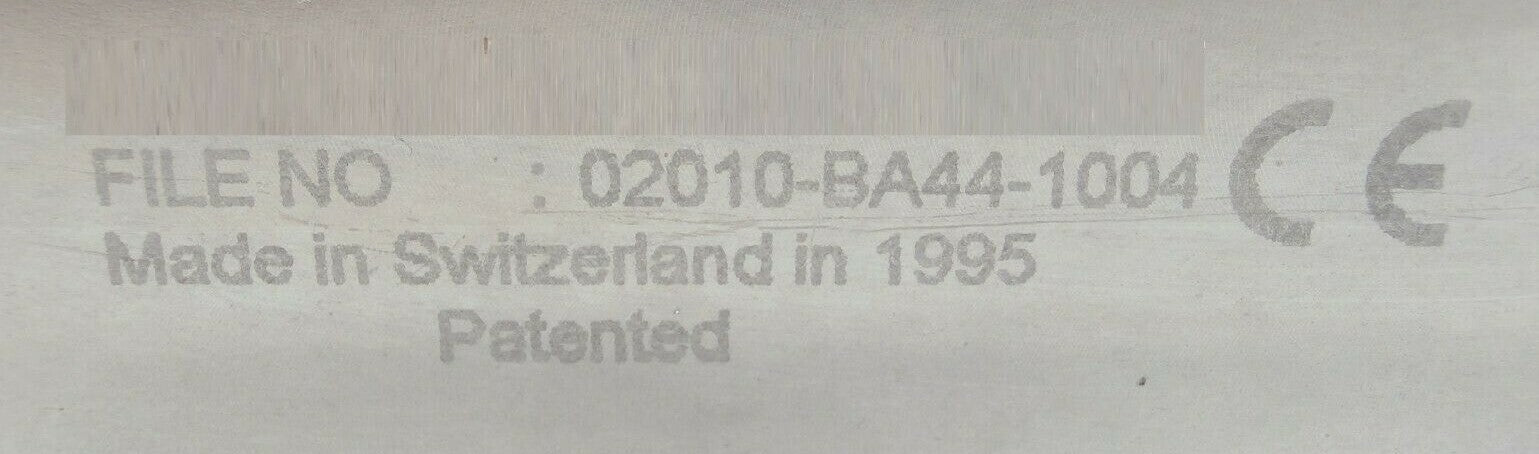 FILE NO : 02010-BA44-1004 CE
Made in Switzerland in 1995
Patented